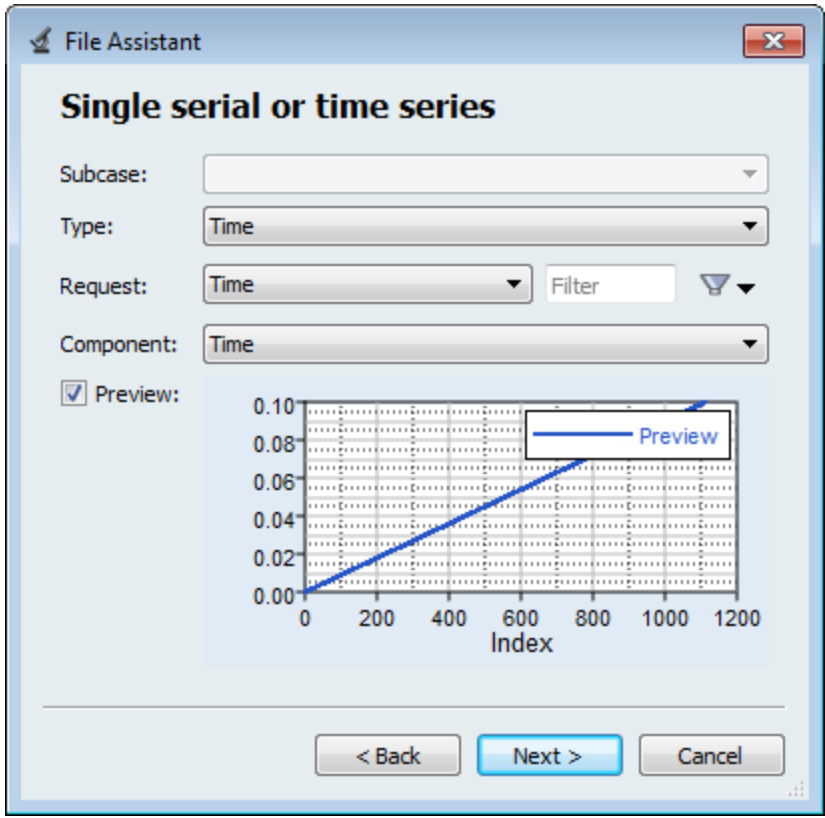 File Assistant
Single serial or time series
Subcase:
Type: Time
Request: Time Filter
Component: Time
Preview:
0.10
Preview
0.08
0.06
0.04
0.02
0.00
0 200 400 600 800 1000 1200
Index
< Back Next > Cancel